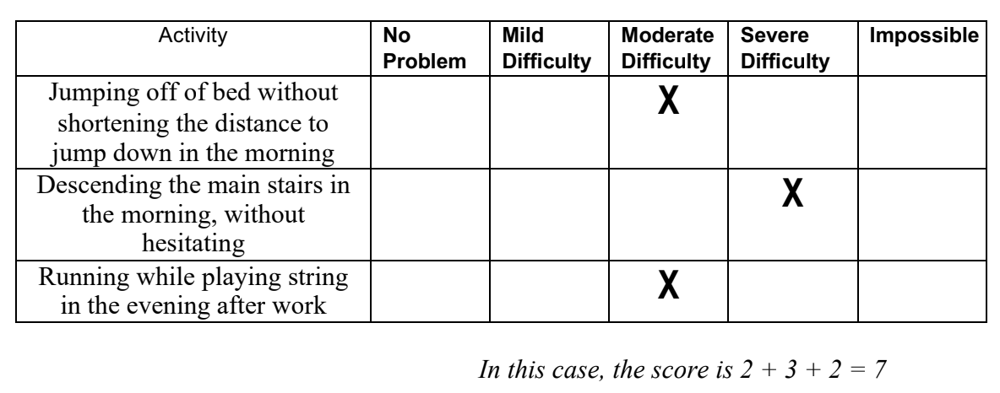 Activity
No Problem
Mild Difficulty
Moderate Difficulty
Severe Difficulty
Impossible
Jumping off of bed without
shortening the distance to
jump down in the morning
X
Descending the main stairs in
the morning, without
hesitating
X
Running while playing string
in the evening after work
X
In this case, the score is 2 + 3 + 2 = 7